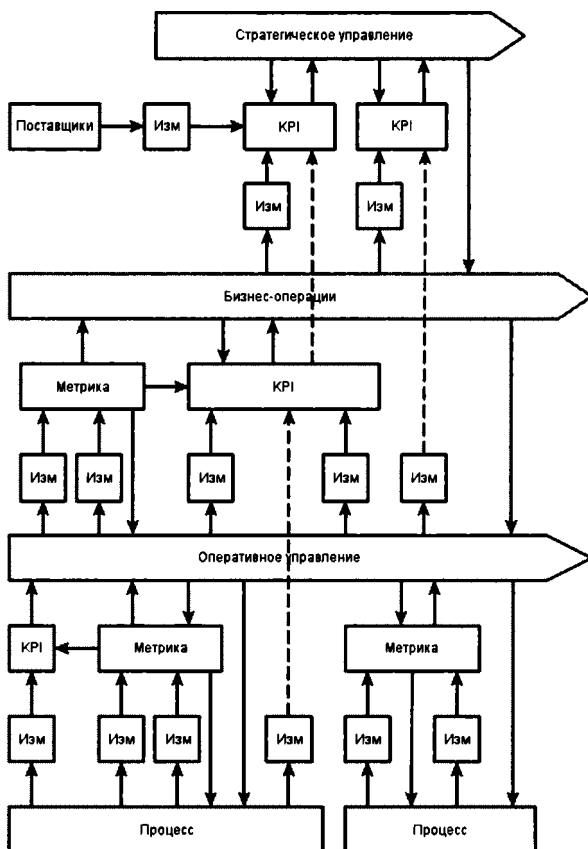 Стратегическое управление
Поставщики
Изм
KPI
KPI
Изм
Изм
Бизнес-операции
Метрика
KPI
Изм
Изм
Изм
Изм
Изм
Оперативное управление
KPI
Метрика
Метрика
Изм
Изм
Изм
Изм
Изм
Изм
Процесс
Процесс